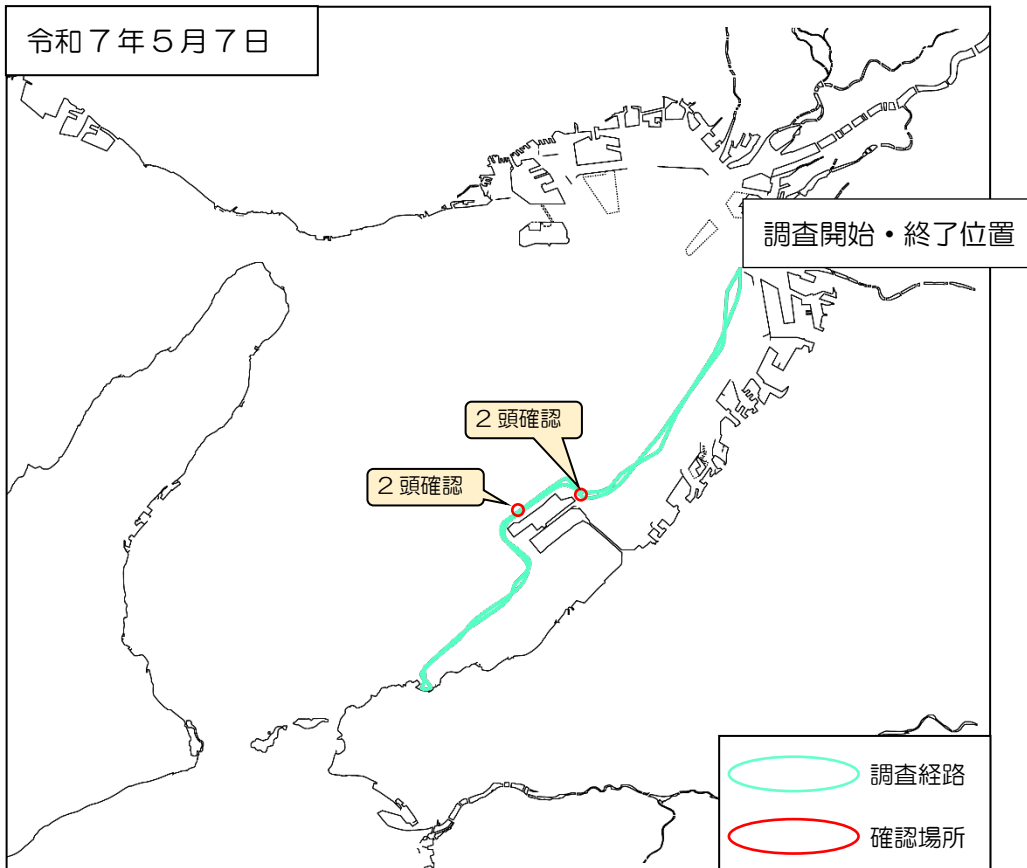 令和７年５月７日
調査開始・終了位置
２頭確認
２頭確認
調査経路
確認場所